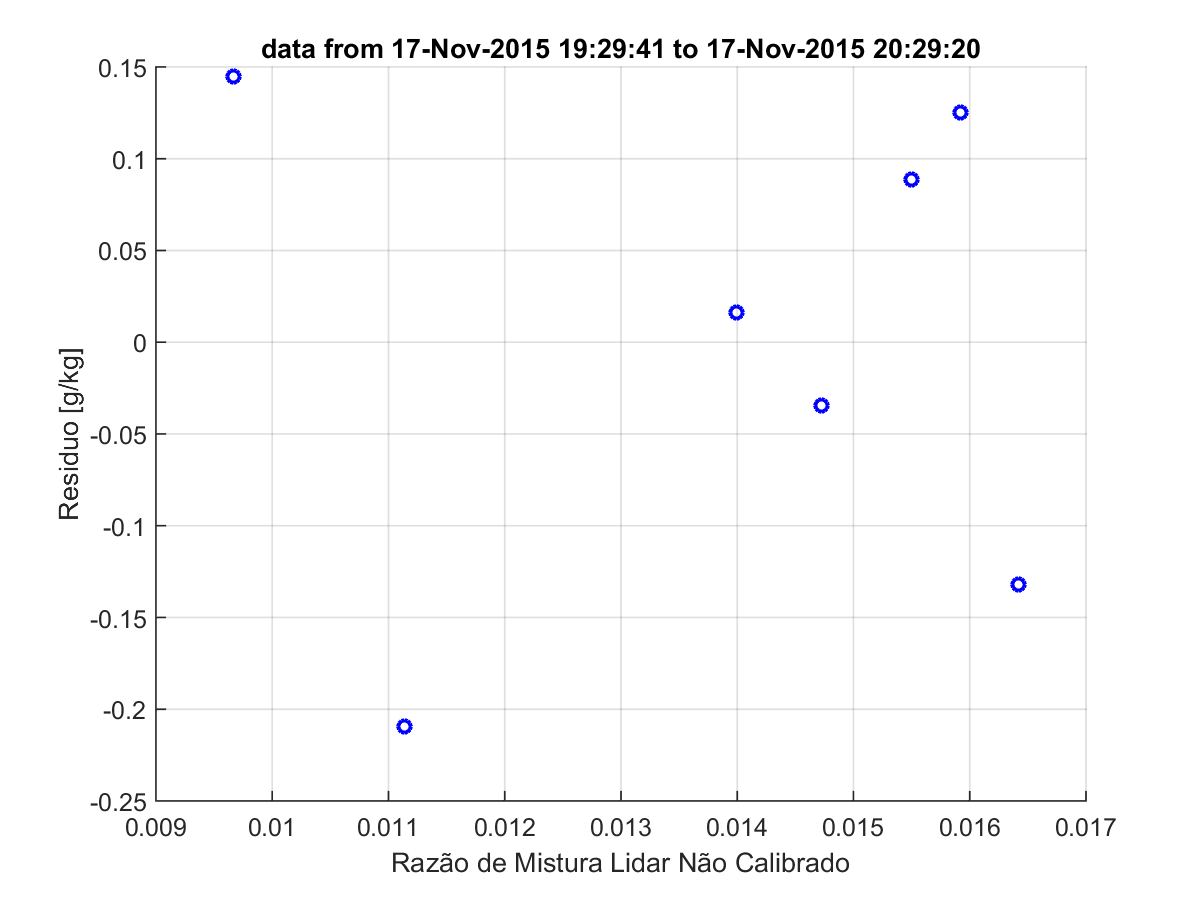 data from 17-Nov-2015 19:29:41 to 17-Nov-2015 20:29:20
0.15
0.1
0.05
0
-0.05
-0.1
-0.15
-0.2
-0.25
Residuo [g/kg]
0.009 0.01 0.011 0.012 0.013 0.014 0.015 0.016 0.017
Razão de Mistura Lidar Não Calibrado